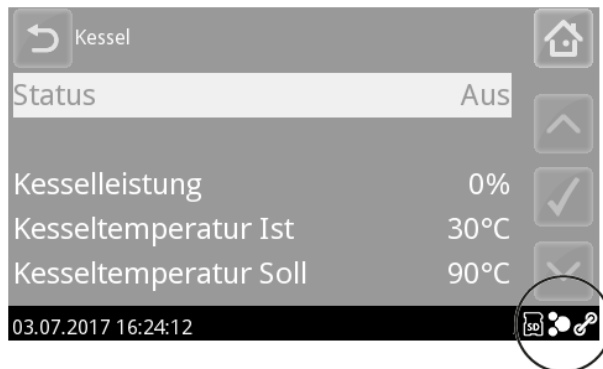 Kessel
Status Aus
Kesselleistung 0%
Kesseltemperatur Ist 30°C
Kesseltemperatur Soll 90°C
03.07.2017 16:24:12 SD